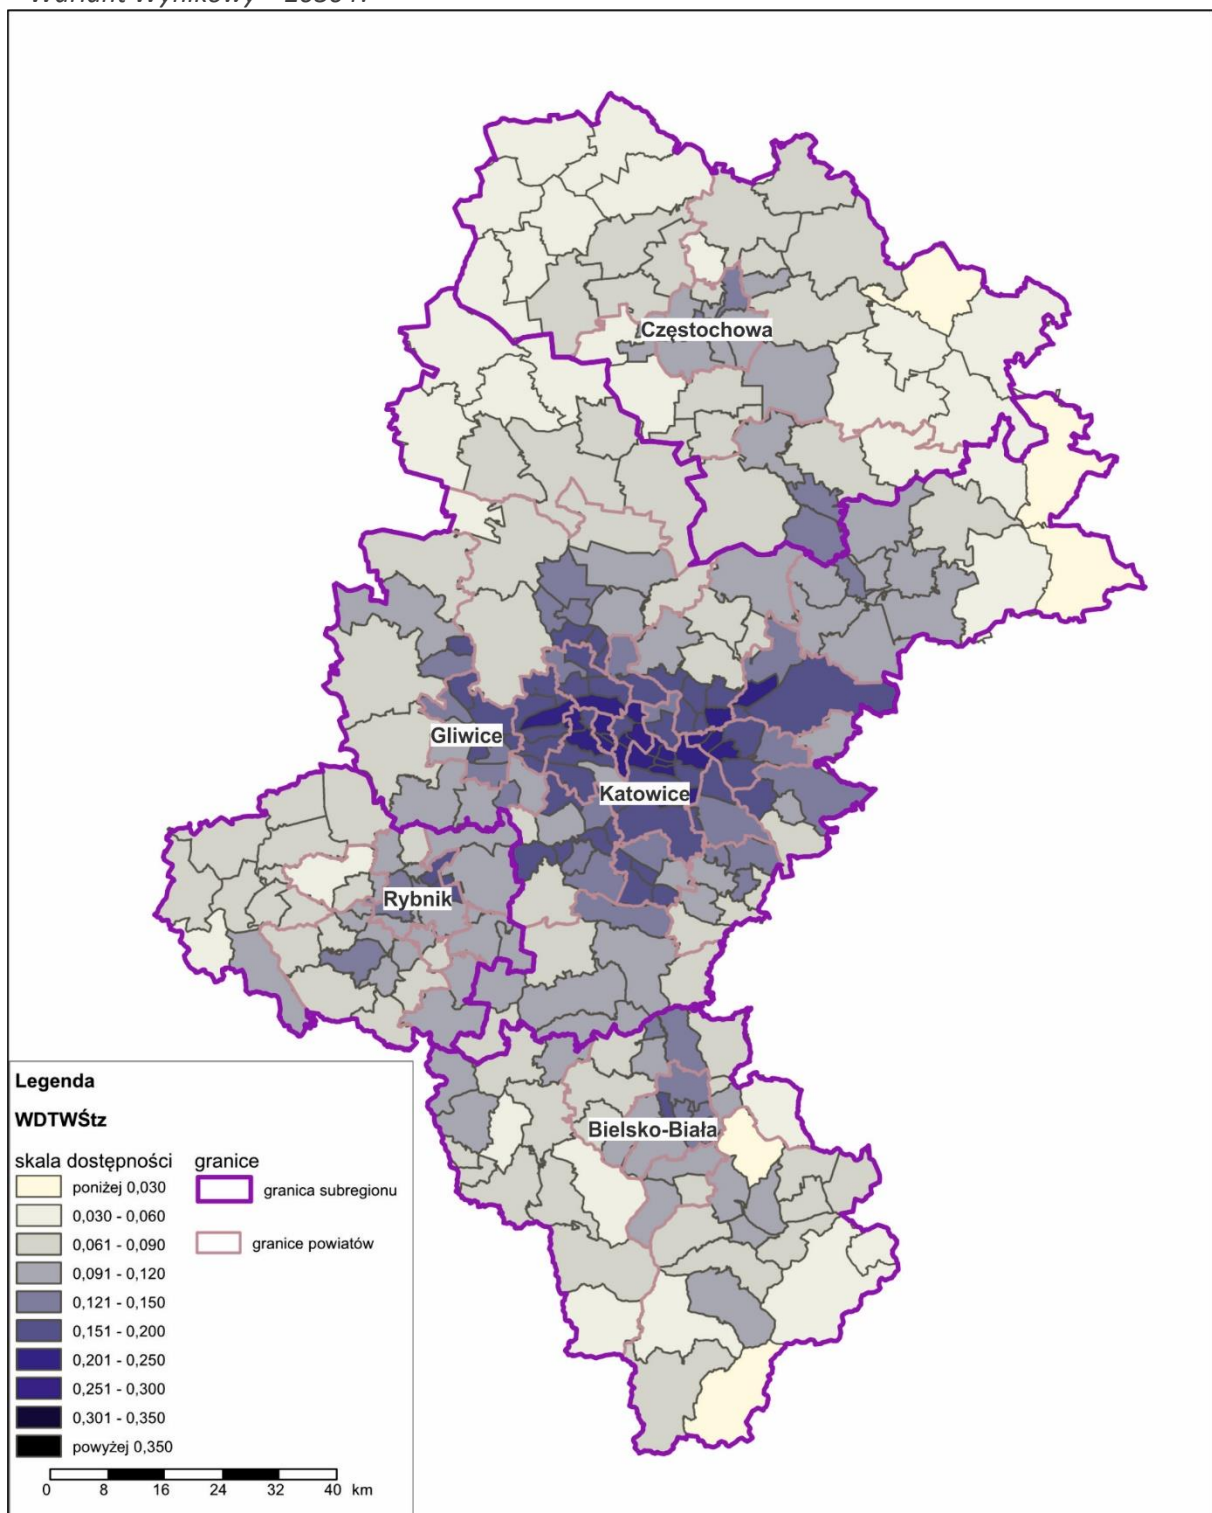 Częstochowa
Gliwice
Katowice
Rybnik
Bielsko-Biała
Legenda
WDTWŚtz
skala dostępności
poniżej 0,030
0,030 - 0,060
0,061 - 0,090
0,091 - 0,120
0,121 - 0,150
0,151 - 0,200
0,201 - 0,250
0,251 - 0,300
0,301 - 0,350
powyżej 0,350
granice
granica subregionu
granice powiatów
0 8 16 24 32 40 km